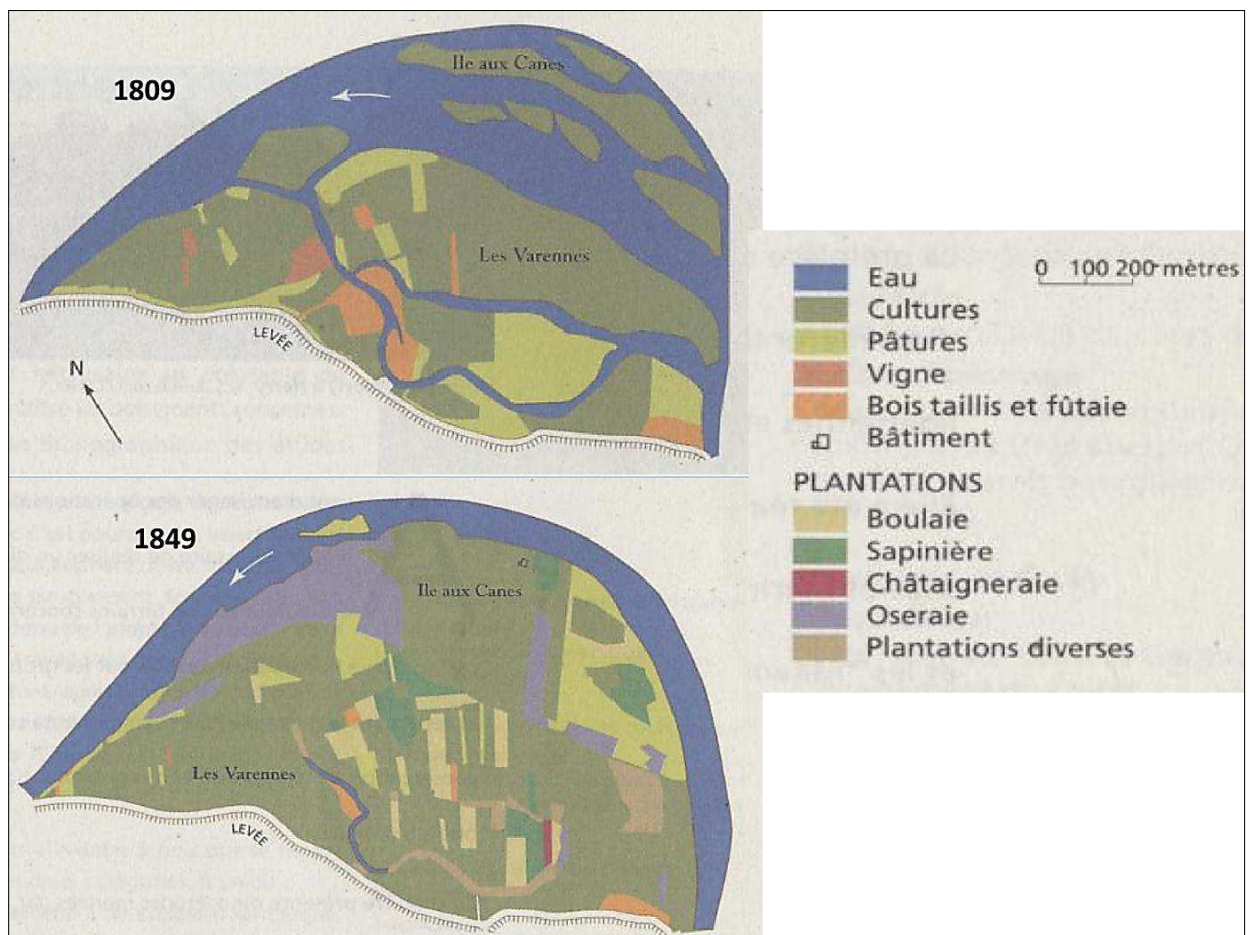 1809
Ile aux Canes
Les Varennes
LEVÉE
N
1849
Ile aux Canes
Les Varennes
LEVÉE
Eau
Cultures
Pâtures
Vigne
Bois taillis et fûtaie
Bâtiment
PLANTATIONS
Boulaie
Sapinière
Châtaigneraie
Oseraie
Plantations diverses
0 100 200 mètres